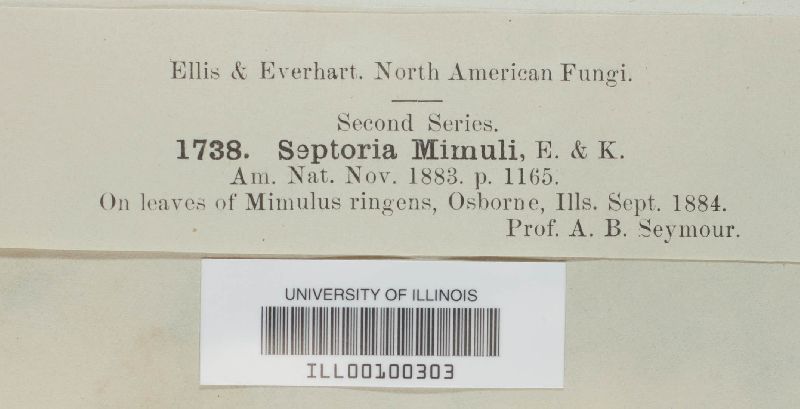 Ellis & Everhart. North American Fungi.
Second Series.
1738. Septoria Mimuli, E. & K.
Am. Nat. Nov. 1883. p. 1165.
On leaves of Mimulus ringens, Osborne, Ills. Sept. 1884.
Prof. A. B. Seymour.
UNIVERSITY OF ILLINOIS
ILL00100303